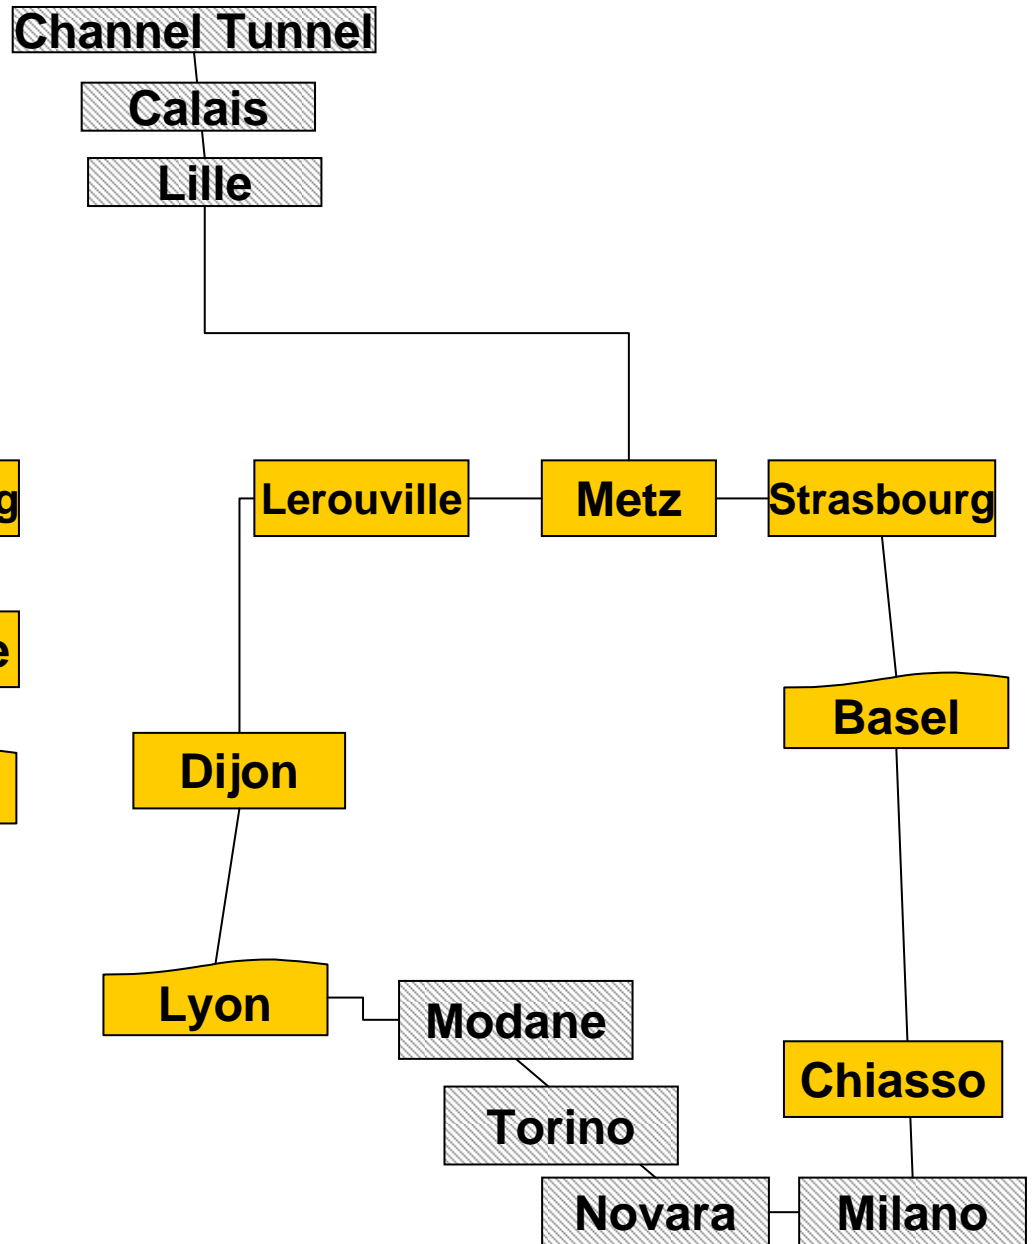 Channel Tunnel
Calais
Lille
Lerouville
Metz
Strasbourg
g
e
Basel
Dijon
Lyon
Modane
Chiasso
Torino
Novara
Milano